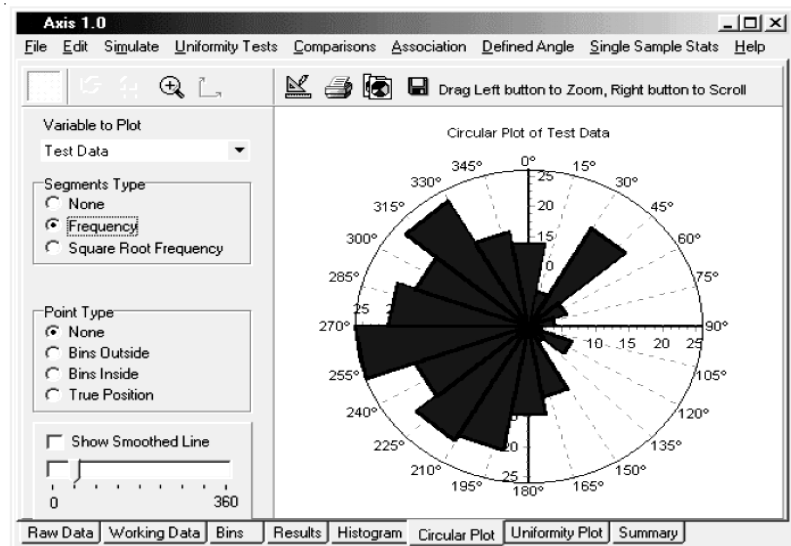 Axis 1.0
File Edit Simulate Uniformity Tests Comparisons Association Defined Angle Single Sample Stats Help
Drag Left button to Zoom, Right button to Scroll
Variable to Plot
Test Data
Segments Type
None
Frequency
Square Root Frequency
Point Type
None
Bins Outside
Bins Inside
True Position
Show Smoothed Line
0 360
Circular Plot of Test Data
0°
345° 15°
330° 30°
315° 45°
300° 60°
285° 75°
270° 90°
255° 105°
240° 120°
225° 135°
210° 150°
195° 165°
180°
25
20
15
0
25
10 15 20 25
20
25
Raw Data Working Data Bins Results Histogram Circular Plot Uniformity Plot Summary